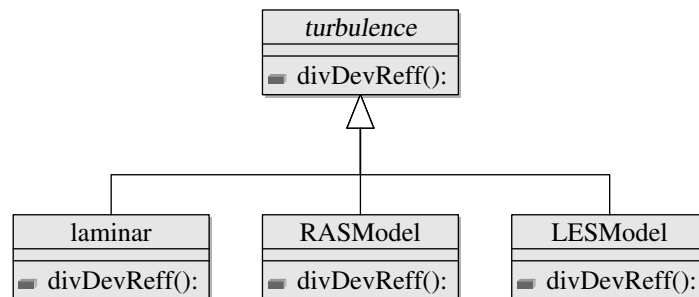 turbulence
divDevReff():
laminar RASModel LESModel
divDevReff(): divDevReff(): divDevReff():